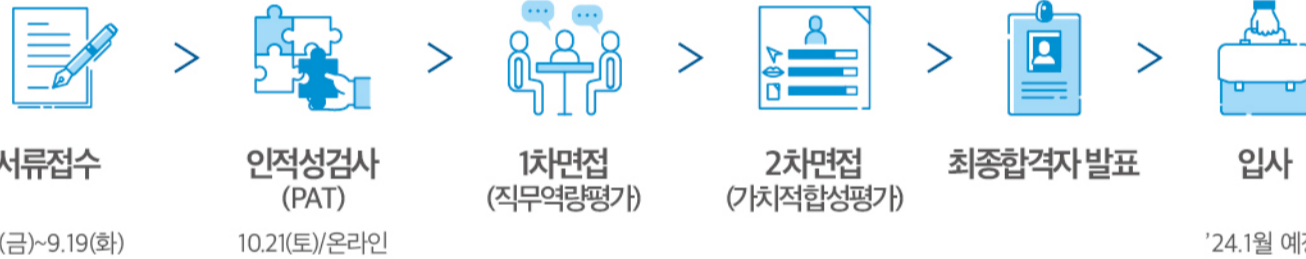 서류접수
인적성검사
(PAT)
1차면접
(직무역량평가)
2차면접
(가치적합성평가)
최종합격자 발표
입사
(금)~9.19(화)
10.21(토)/온라인
’24.1월